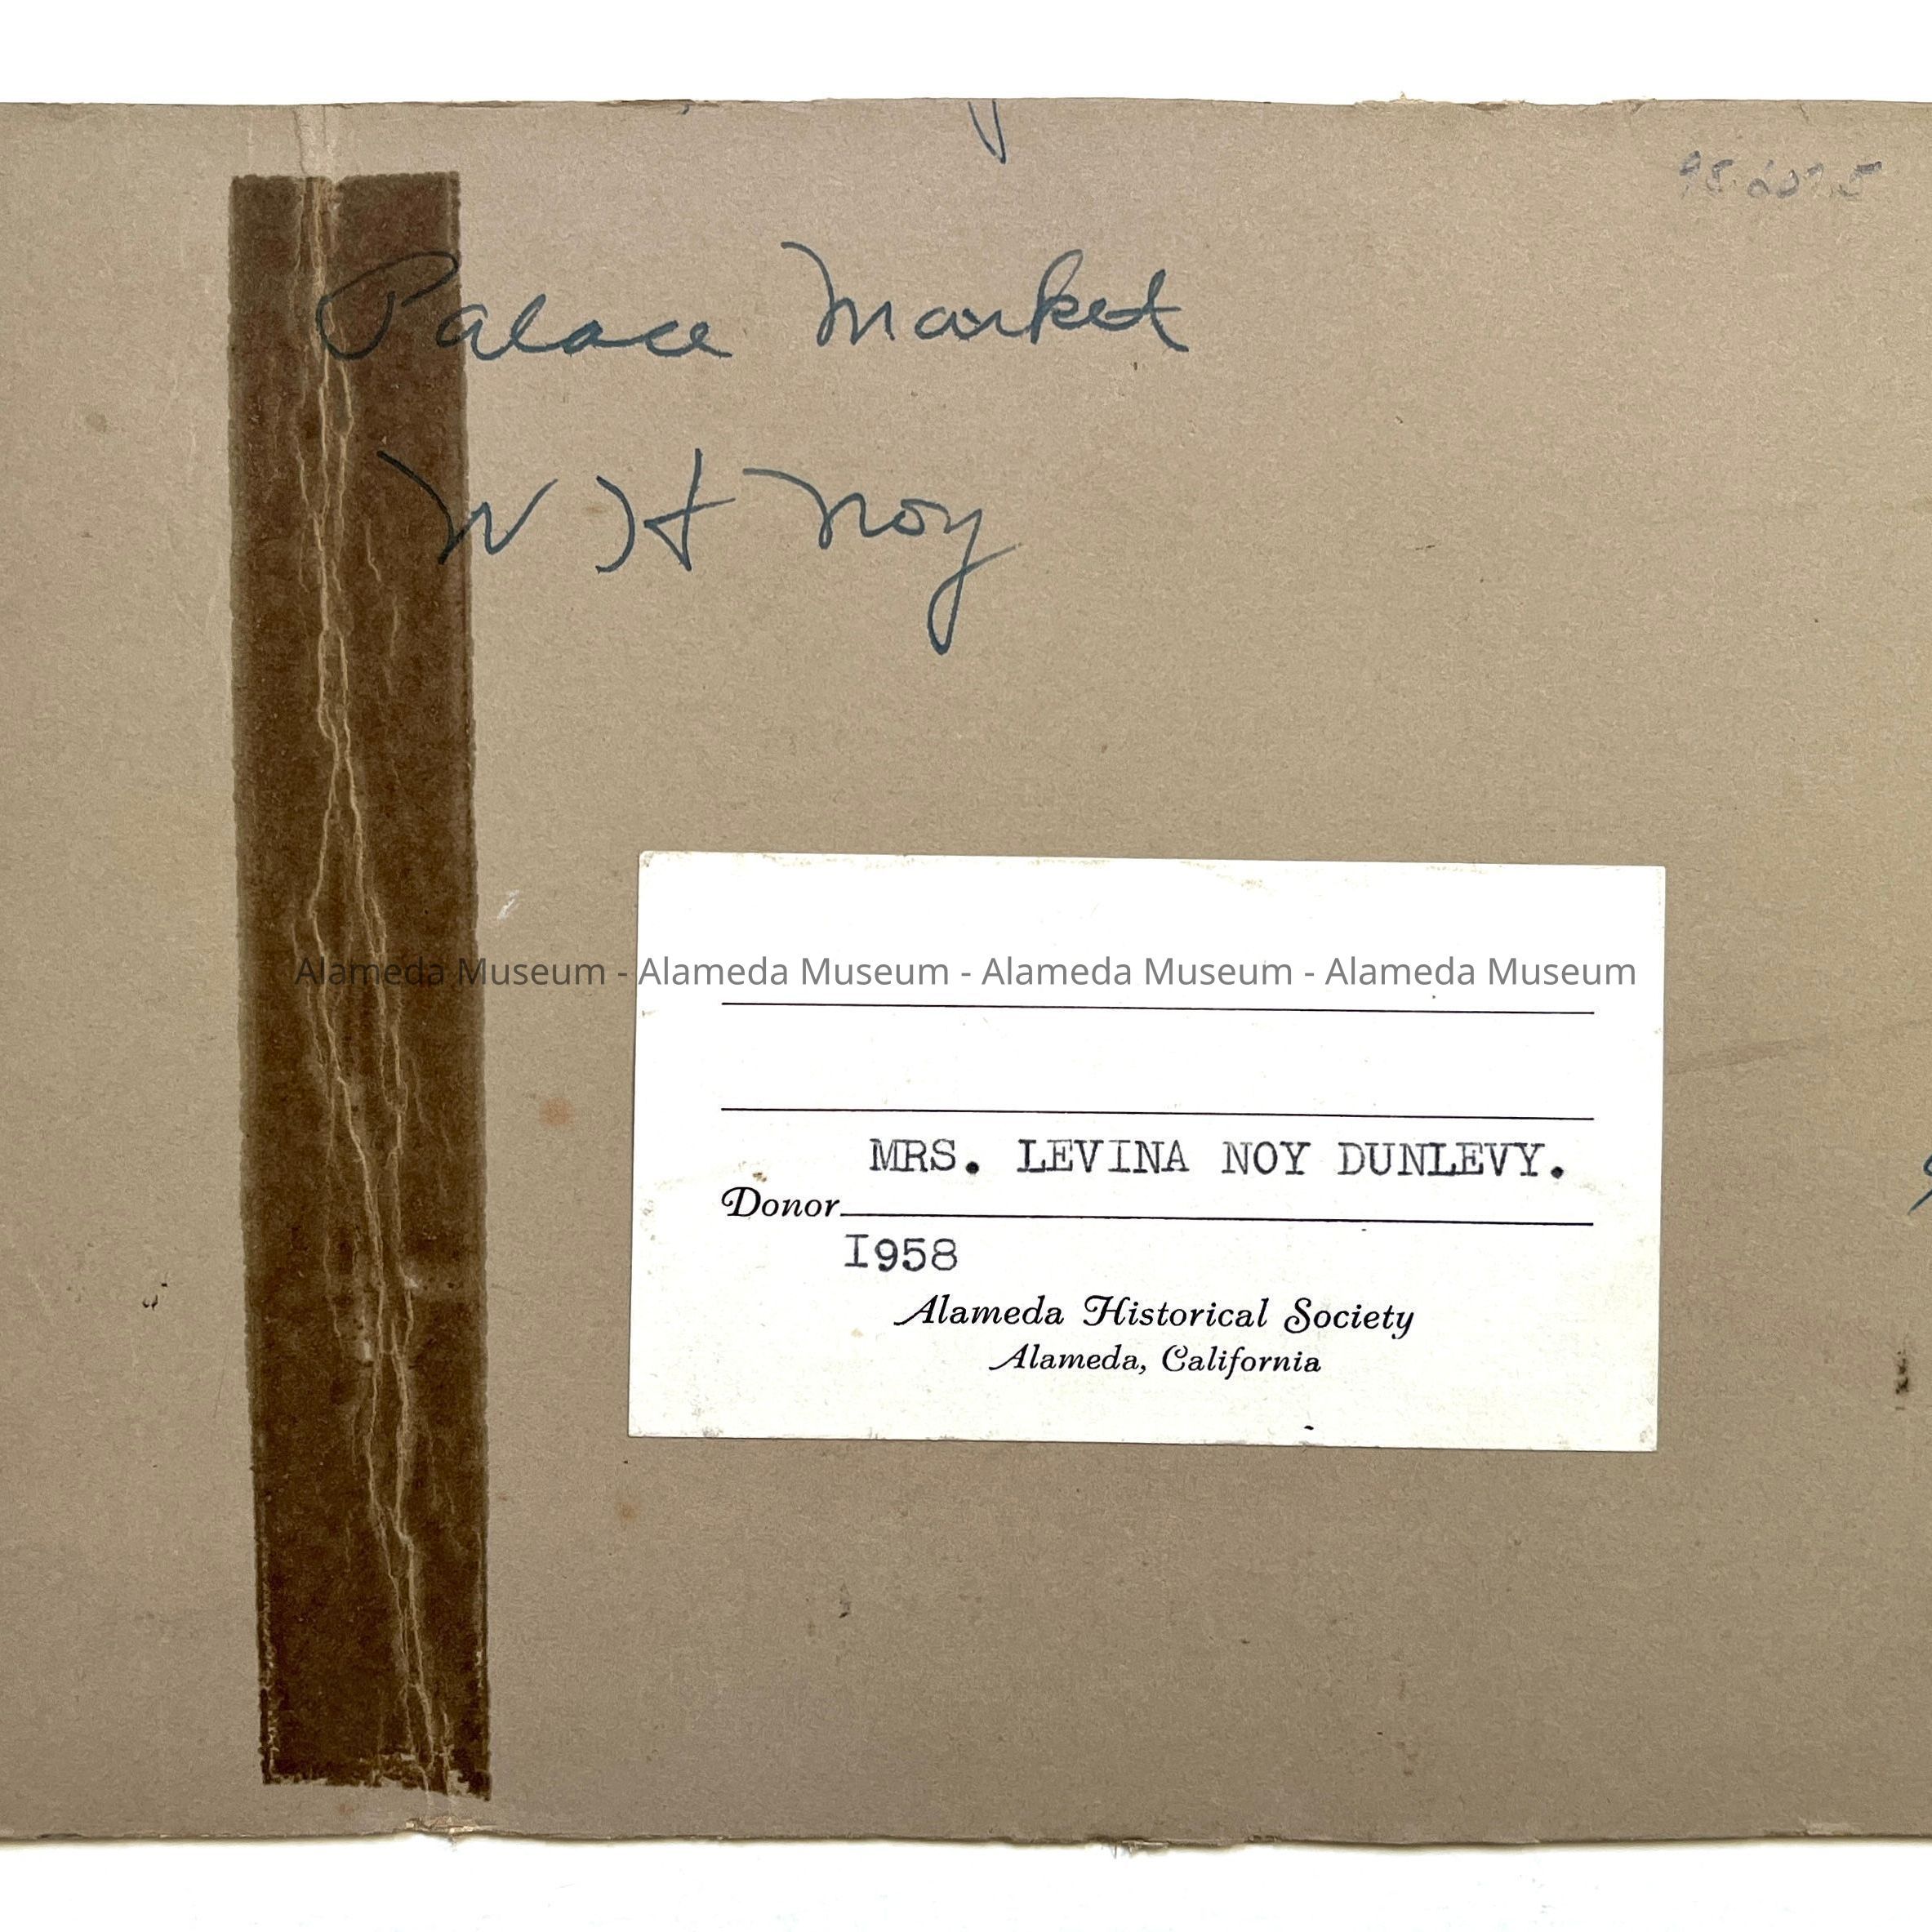 Palace Market
W H Noy
Alameda Museum - Alameda Museum - Alameda Museum - Alameda Museum
MRS. LEVINA NOY DUNLEVY.
Donor
I958
Alameda Historical Society
Alameda, California